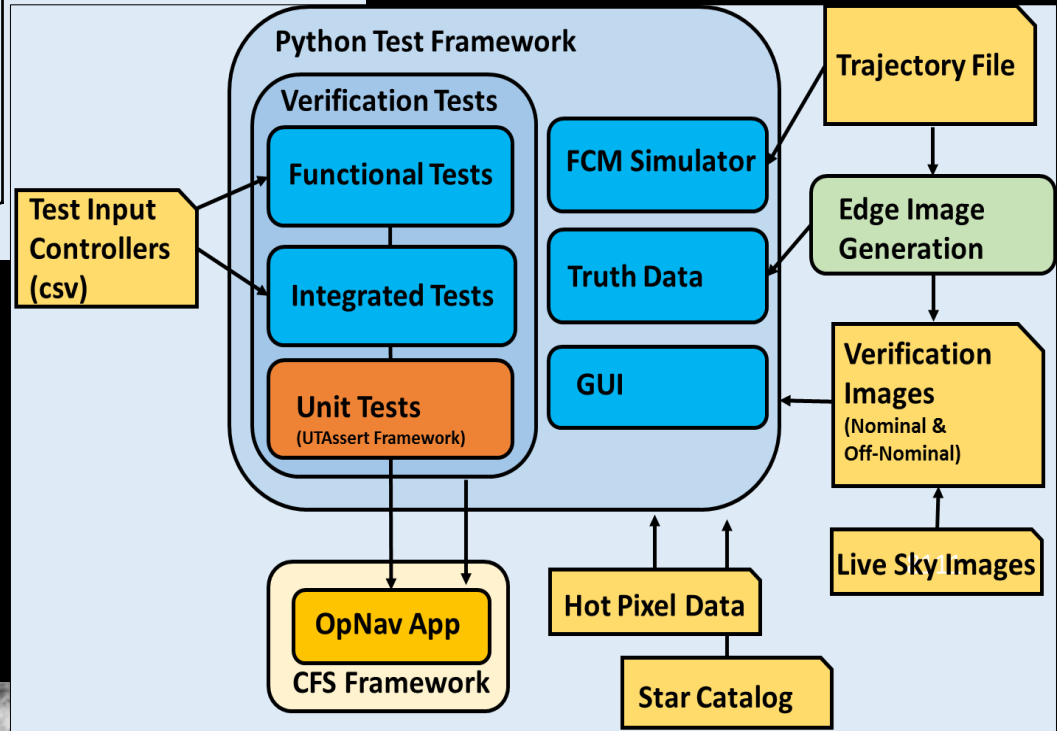 Python Test Framework
Verification Tests
Functional Tests
Integrated Tests
Unit Tests
(UTAssert Framework)
FCM Simulator
Truth Data
GUI
Test Input
Controllers
(csv)
Trajectory File
Edge Image
Generation
Verification
Images
(Nominal &
Off-Nominal)
Live Sky Images
Hot Pixel Data
Star Catalog
OpNav App
CFS Framework